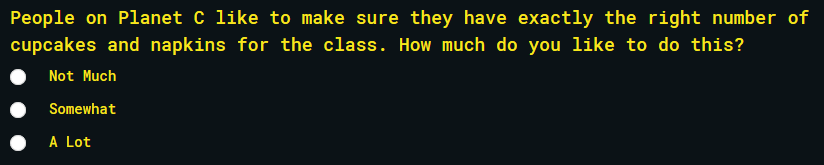 People on Planet C like to make sure they have exactly the right number of
cupcakes and napkins for the class. How much do you like to do this?
Not Much
Somewhat
A Lot